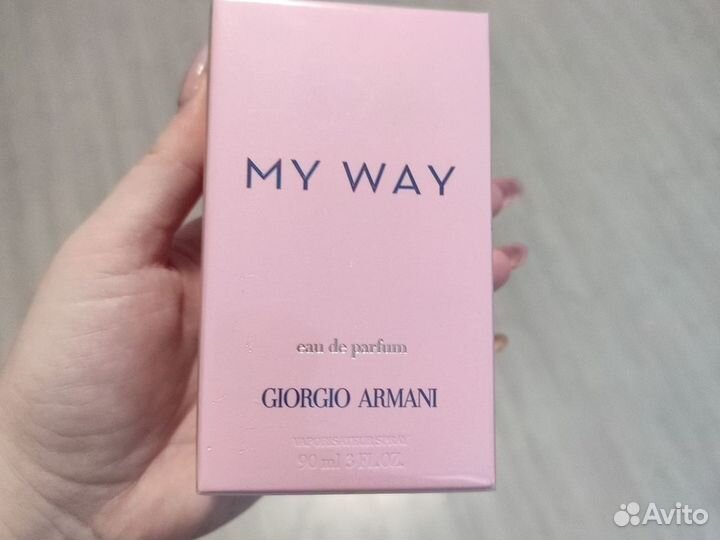 MY WAY
eau de parfum
GIORGIO ARMANI
VAPORISATEUR SPRAY
90 ml 3 FL.OZ.
Avito